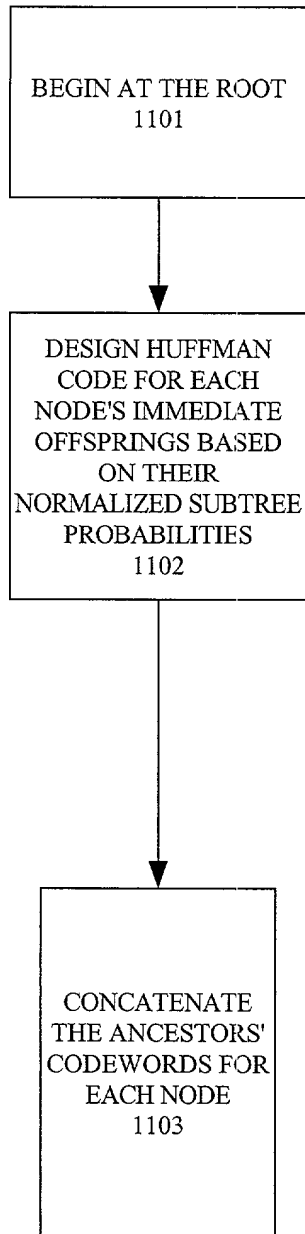 BEGIN AT THE ROOT
1101
DESIGN HUFFMAN
CODE FOR EACH
NODE'S IMMEDIATE
OFFSPRINGS BASED
ON THEIR
NORMALIZED SUBTREE
PROBABILITIES
1102
CONCATENATE
THE ANCESTORS'
CODEWORDS FOR
EACH NODE
1103